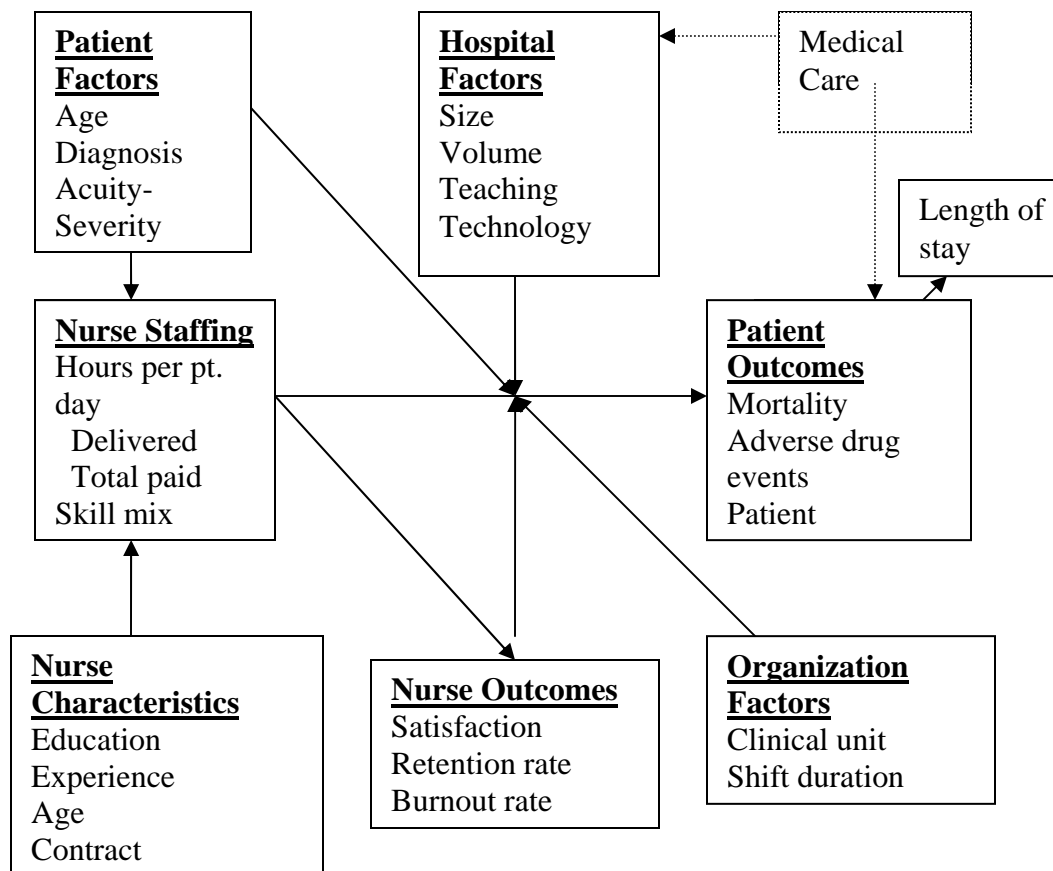 Patient
Factors
Age
Diagnosis
Acuity-
Severity
Hospital
Factors
Size
Volume
Teaching
Technology
Medical
Care
Length of
stay
Nurse Staffing
Hours per pt.
day
Delivered
Total paid
Skill mix
Patient
Outcomes
Mortality
Adverse drug
events
Patient
Nurse
Characteristics
Education
Experience
Age
Contract
Nurse Outcomes
Satisfaction
Retention rate
Burnout rate
Organization
Factors
Clinical unit
Shift duration